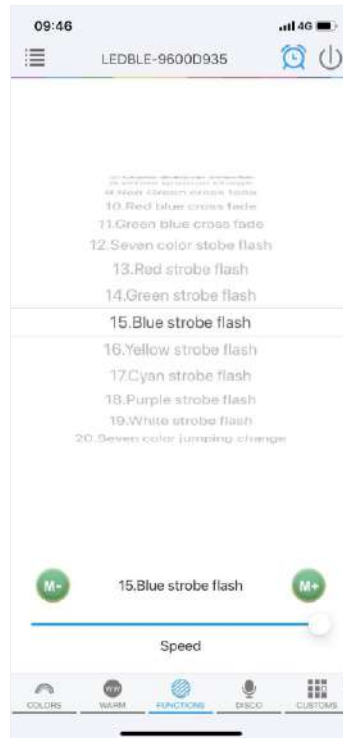 09:46
4G
LEDBLE-9600D935
10.Red blue cross fade
11.Green blue cross fade
12.Seven color stobe flash
13.Red strobe flash
14.Green strobe flash
15.Blue strobe flash
16.Yellow strobe flash
17.Cyan strobe flash
18.Purple strobe flash
19.White strobe flash
20.Seven color jumping change
M-
15.Blue strobe flash
M+
Speed
WW
COLORS
WARM
FUNCTIONS
DISCO
CUSTOMS